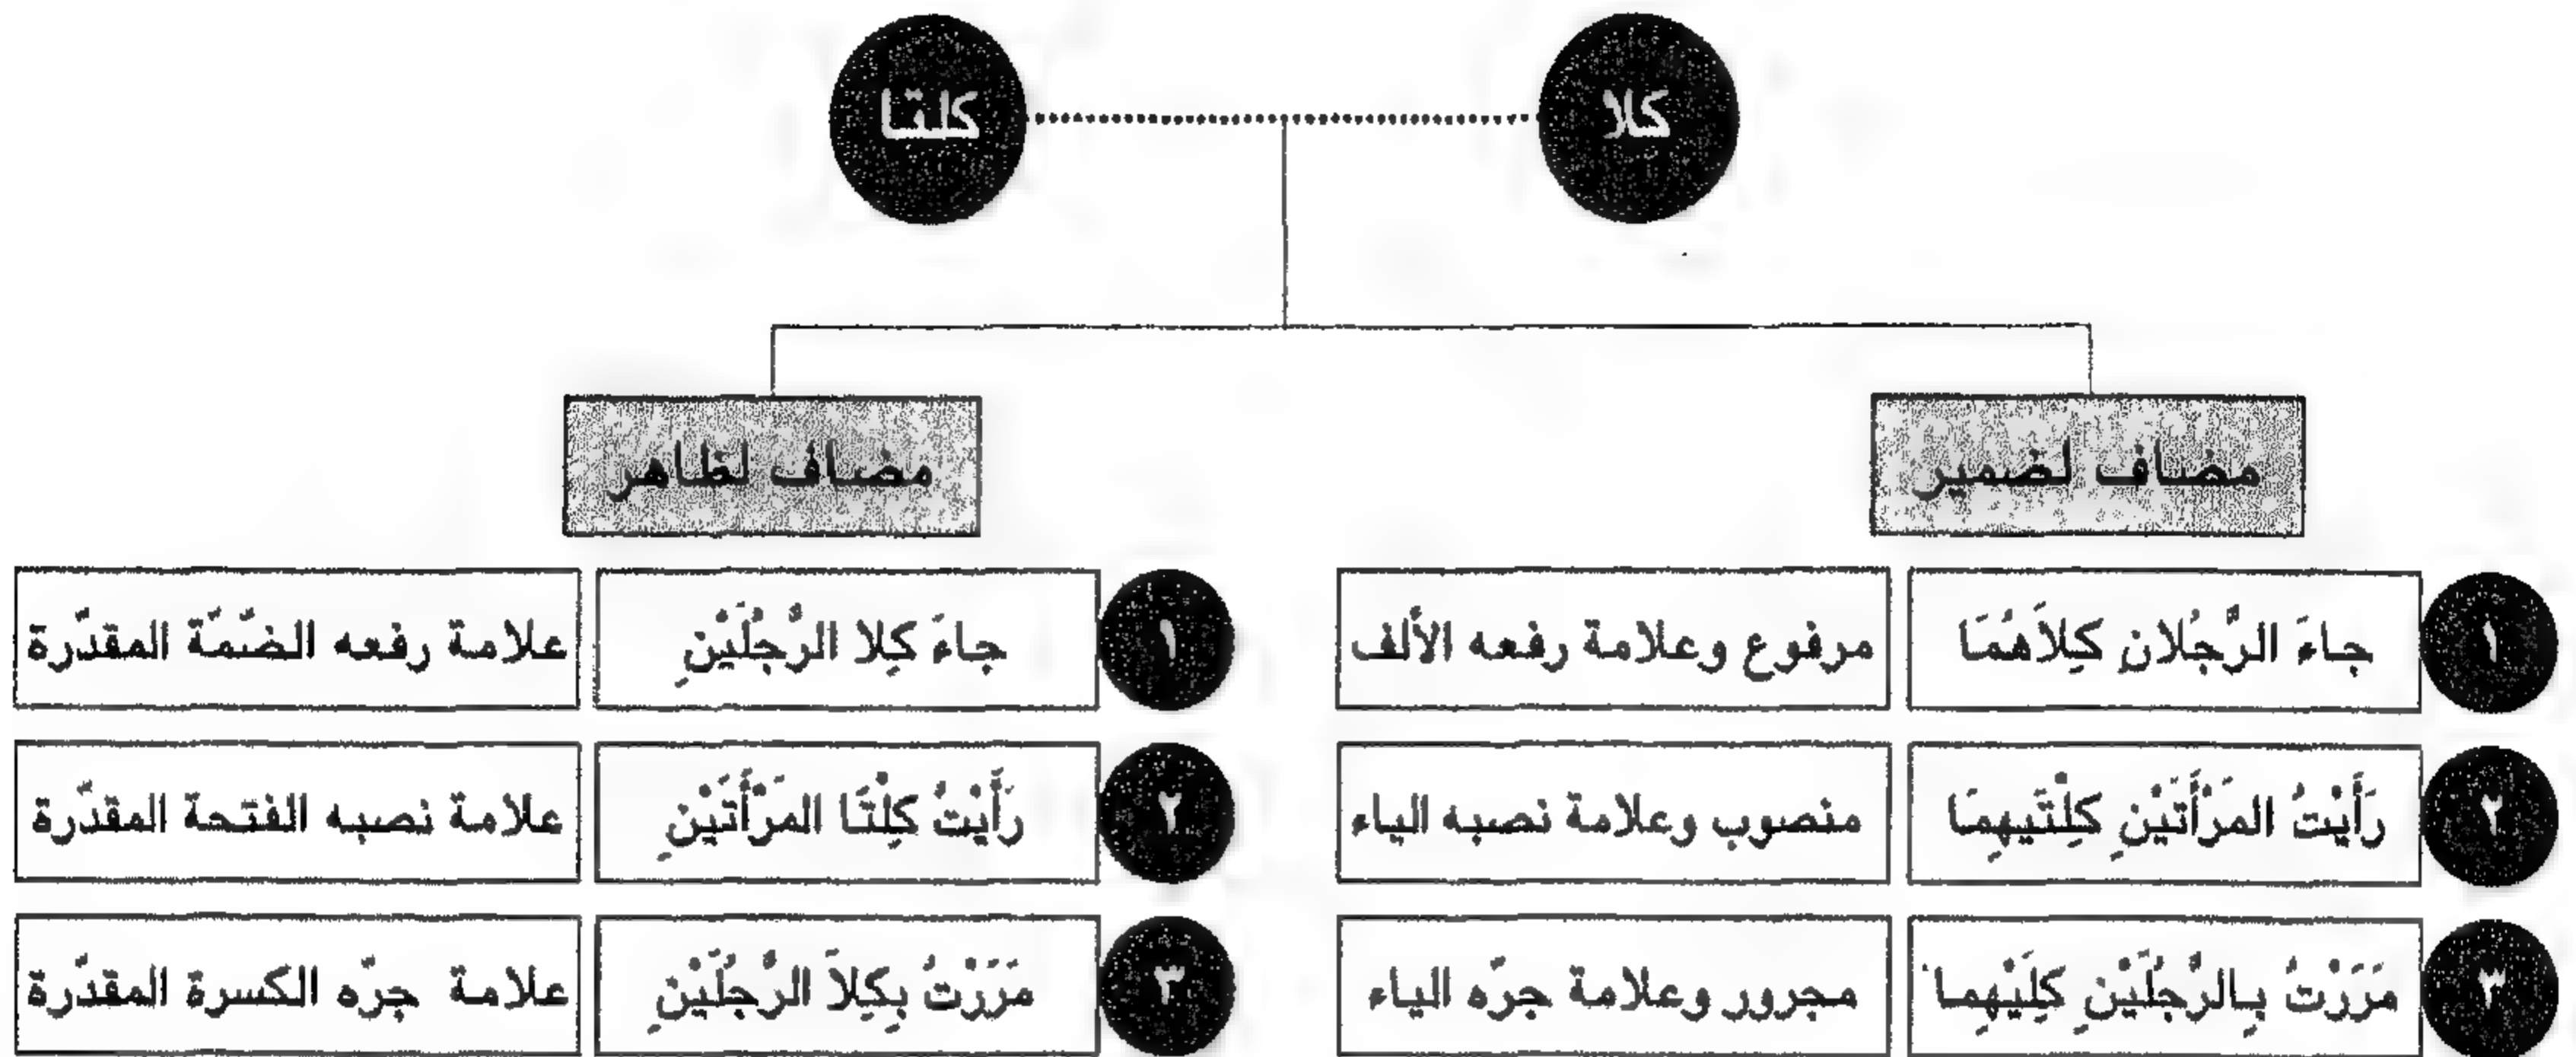 كلا
كلتا
مضاف لضمير
مضاف لظاهر
١ جاءَ الرَّجُلانِ كِلاَهُمَا مرفوع وعلامة رفعه الألف
٢ رَأَيْتُ المَرْأَتَيْنِ كِلْتَيهِمَا منصوب وعلامة نصبه الياء
٣ مَرَرْتُ بِالرَّجُلَيْنِ كِلَيْهِما مجرور وعلامة جرّه الياء
١ جاءَ كِلا الرَّجُلَيْنِ علامة رفعه الضّمّة المقدّرة
٢ رَأَيْتُ كِلْتَا المَرْأَتَيْنِ علامة نصبه الفتحة المقدّرة
٣ مَرَرْتُ بِكِلاَ الرَّجُلَيْنِ علامة جرّه الكسرة المقدّرة